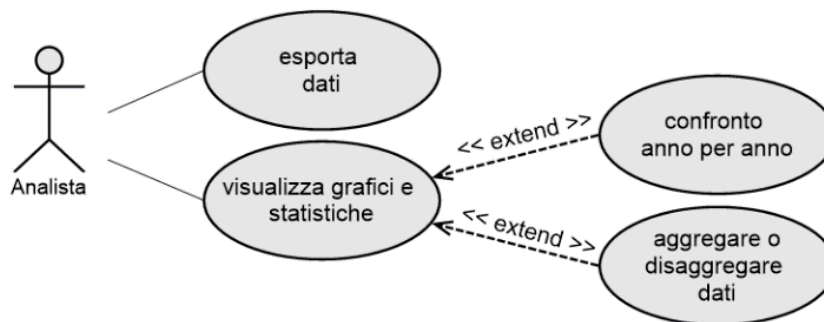 esporta
dati
Analista
visualizza grafici e
statistiche
<< extend >>
confronto
anno per anno
<< extend >>
aggregare o
disaggregare
dati